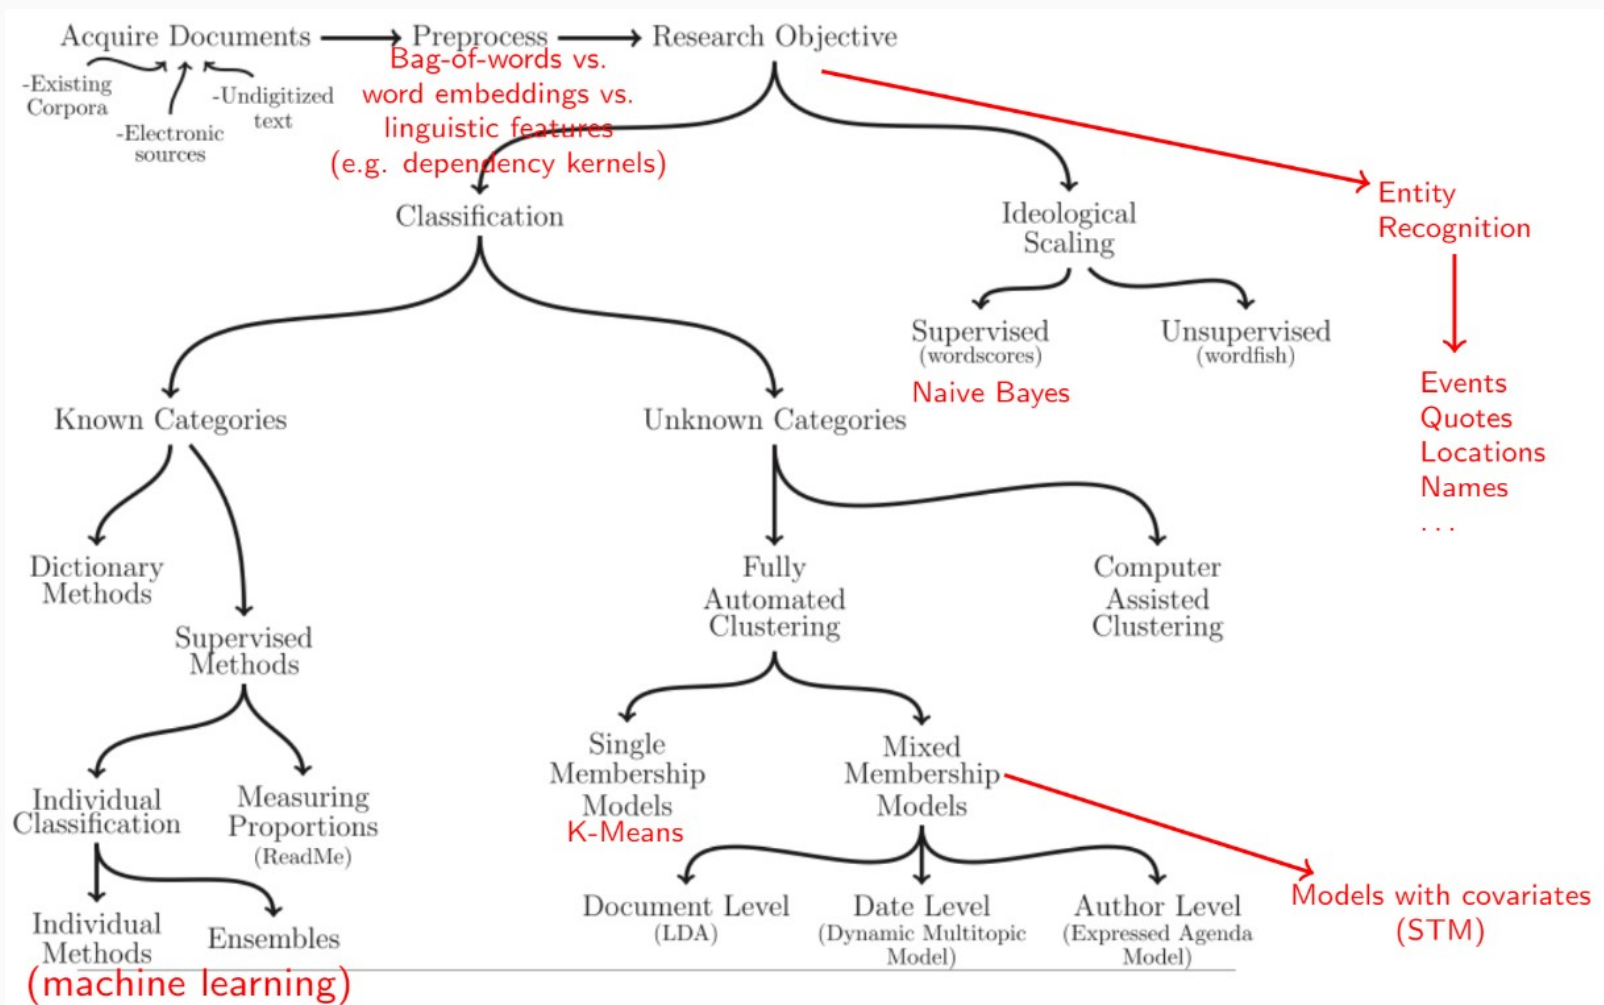 Acquire Documents
Preprocess
Research Objective
-Existing
Corpora
-Electronic
sources
-Undigitized
text
Bag-of-words vs.
word embeddings vs.
linguistic features
(e.g. dependency kernels)
Classification
Ideological
Scaling
Entity
Recognition
Supervised
(wordscores)
Naive Bayes
Unsupervised
(wordfish)
Events
Quotes
Locations
Names
...
Known Categories
Unknown Categories
Dictionary
Methods
Supervised
Methods
Fully
Automated
Clustering
Computer
Assisted
Clustering
Individual
Classification
Measuring
Proportions
(ReadMe)
Single
Membership
Models
K-Means
Mixed
Membership
Models
Individual
Methods
(machine learning)
Ensembles
Document Level
(LDA)
Date Level
(Dynamic Multitopic
Model)
Author Level
(Expressed Agenda
Model)
Models with covariates
(STM)